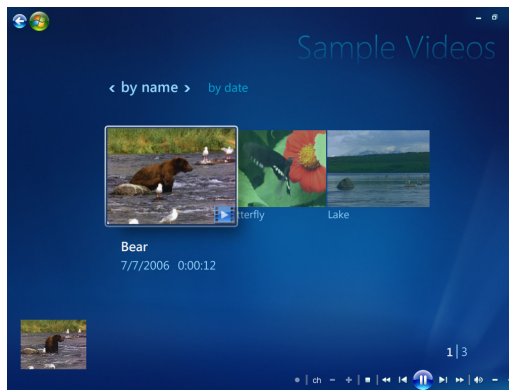 Sample Videos
‹ by name › by date
tterfly
Lake
Bear
7/7/2006 0:00:12
1|3
ch